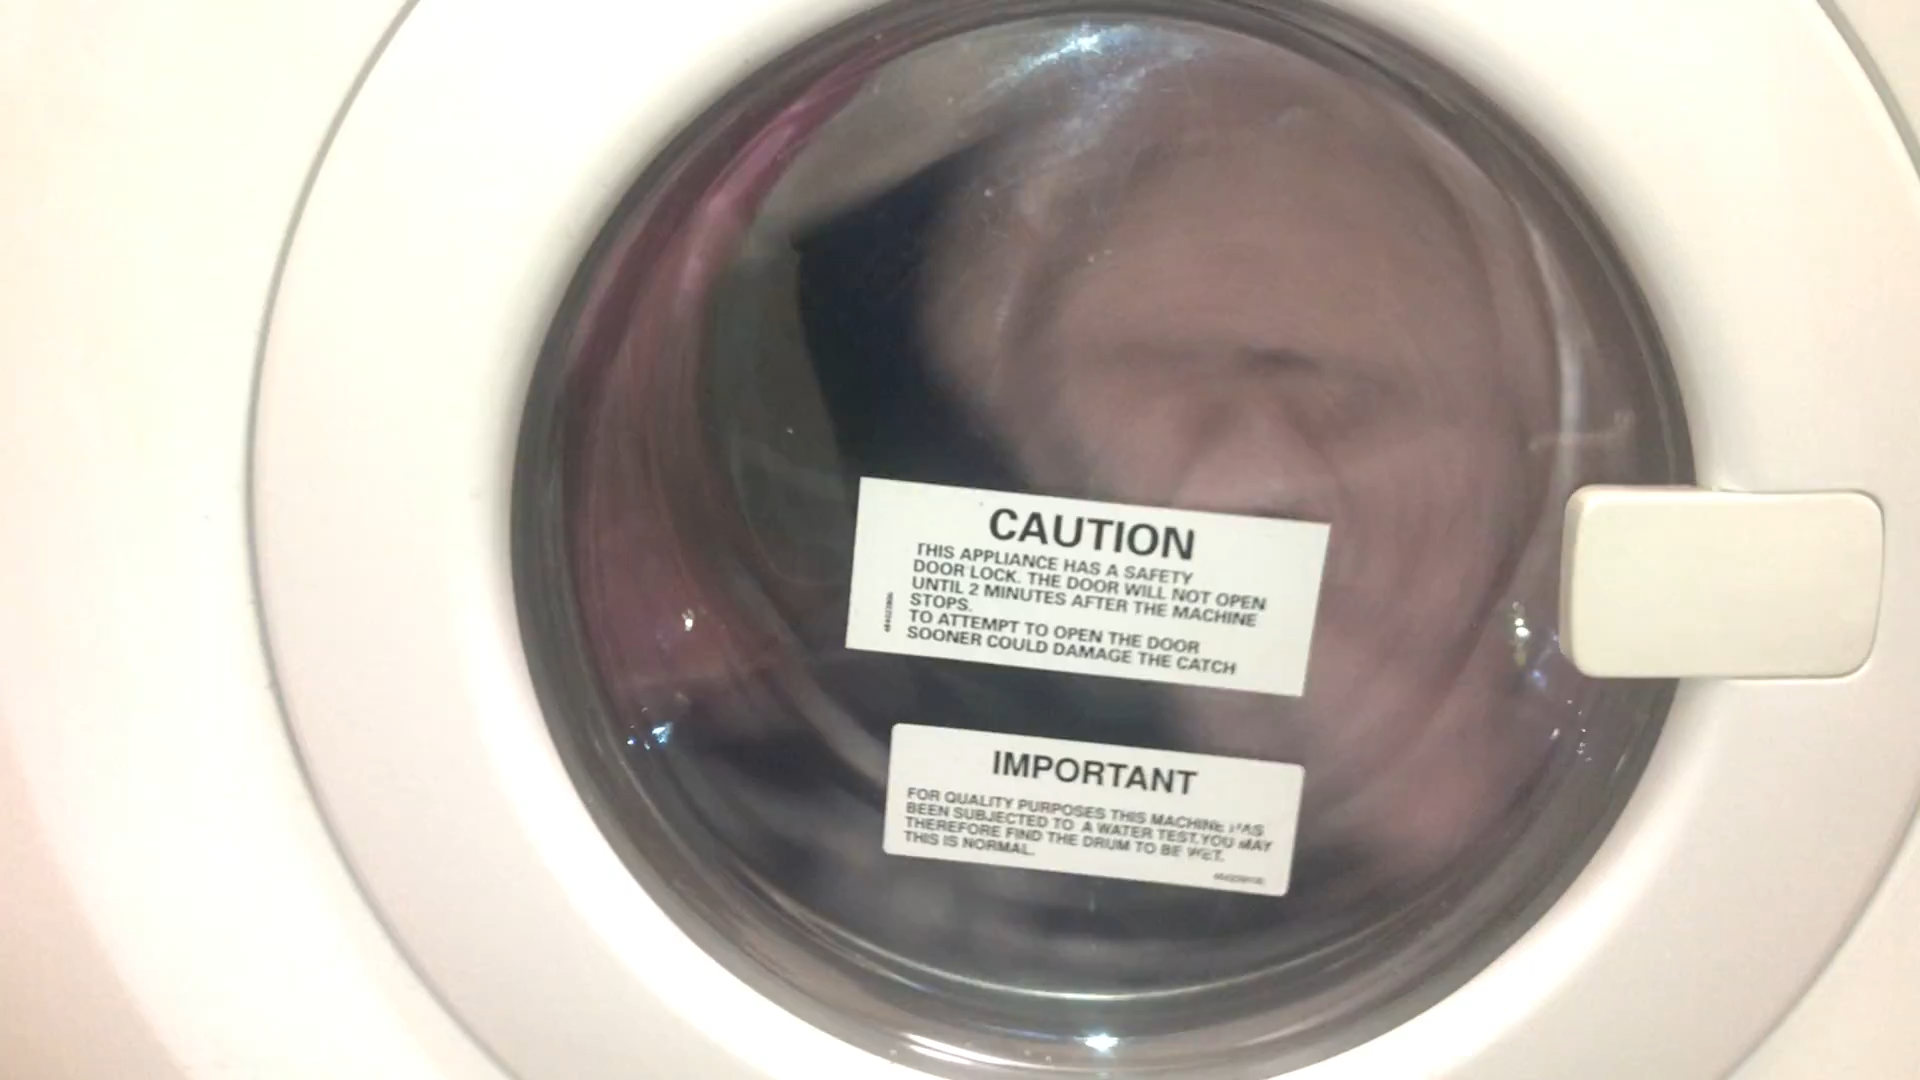 CAUTION
THIS APPLIANCE HAS A SAFETY
DOOR LOCK. THE DOOR WILL NOT OPEN
UNTIL 2 MINUTES AFTER THE MACHINE
STOPS.
TO ATTEMPT TO OPEN THE DOOR
SOONER COULD DAMAGE THE CATCH
IMPORTANT
FOR QUALITY PURPOSES THIS MACHINE HAS
BEEN SUBJECTED TO A WATER TEST.YOU MAY
THEREFORE FIND THE DRUM TO BE WET.
THIS IS NORMAL.